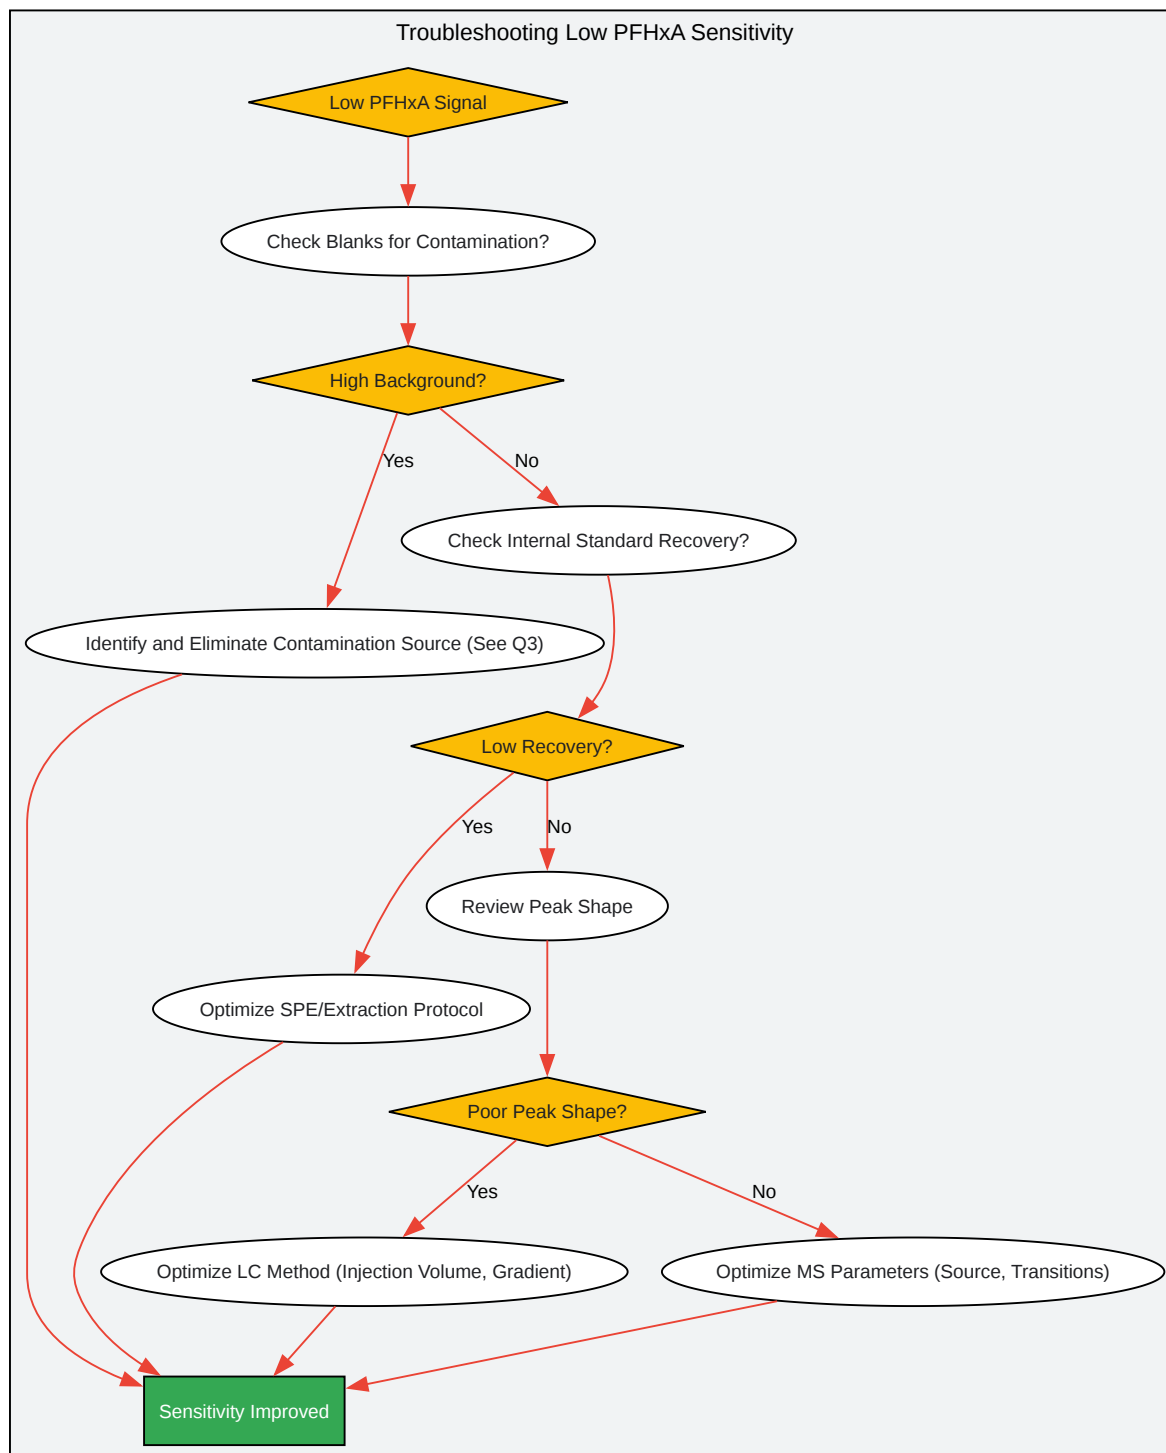 Troubleshooting Low PFHxA Sensitivity
Low PFHxA Signal
Check Blanks for Contamination?
High Background?
Yes
No
Check Internal Standard Recovery?
Identify and Eliminate Contamination Source (See Q3)
Low Recovery?
Yes
No
Review Peak Shape
Optimize SPE/Extraction Protocol
Poor Peak Shape?
Yes
No
Optimize LC Method (Injection Volume, Gradient)
Optimize MS Parameters (Source, Transitions)
Sensitivity Improved